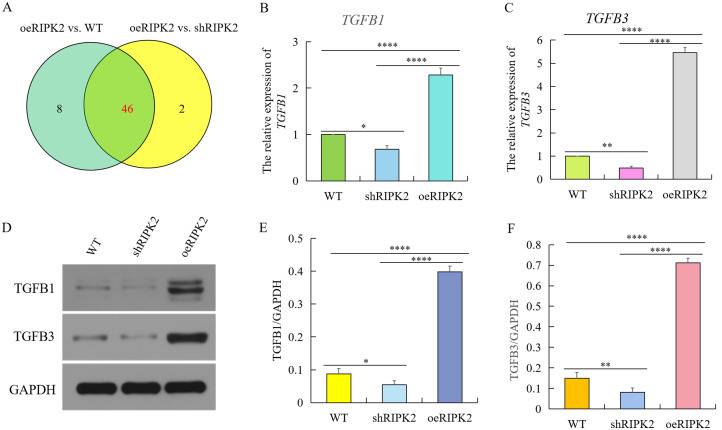 A
oeRIPK2 vs. WT
oeRIPK2 vs. shRIPK2
8
46
2
B
TGFB1
****
****
*
The relative expression of
TGFB1
3
2
1
0
WT
shRIPK2
oeRIPK2
C
TGFB3
****
****
**
The relative expression of
TGFB3
6
5
4
3
2
1
0
WT
shRIPK2
oeRIPK2
D
WT
shRIPK2
oeRIPK2
TGFB1
TGFB3
GAPDH
E
****
****
*
TGFB1/GAPDH
0.5
0.4
0.3
0.2
0.1
0
WT
shRIPK2
oeRIPK2
F
****
****
**
TGFB3/GAPDH
0.8
0.7
0.6
0.5
0.4
0.3
0.2
0.1
0
WT
shRIPK2
oeRIPK2